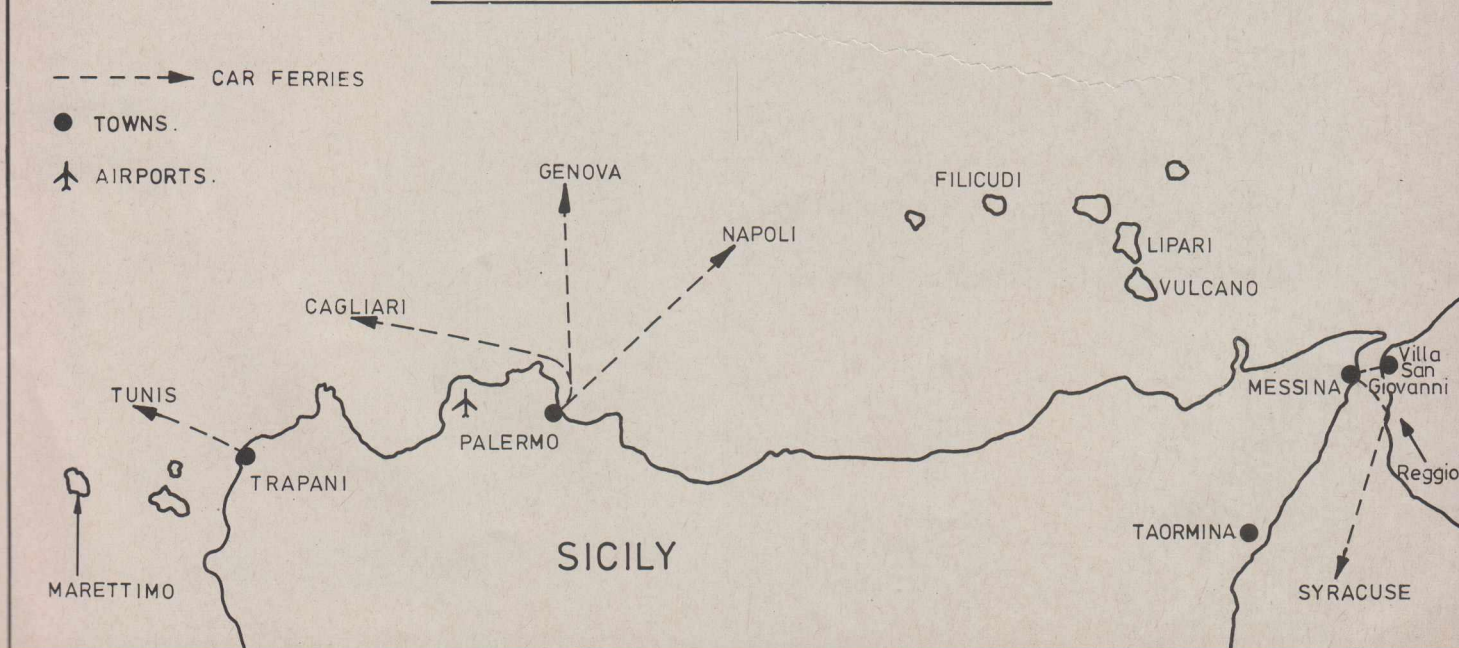 CAR FERRIES
TOWNS.
AIRPORTS.
GENOVA
FILICUDI
NAPOLI
LIPARI
VULCANO
CAGLIARI
TUNIS
PALERMO
MESSINA
Villa
San
Giovanni
TRAPANI
Reggio
TAORMINA
SICILY
MARETTIMO
SYRACUSE